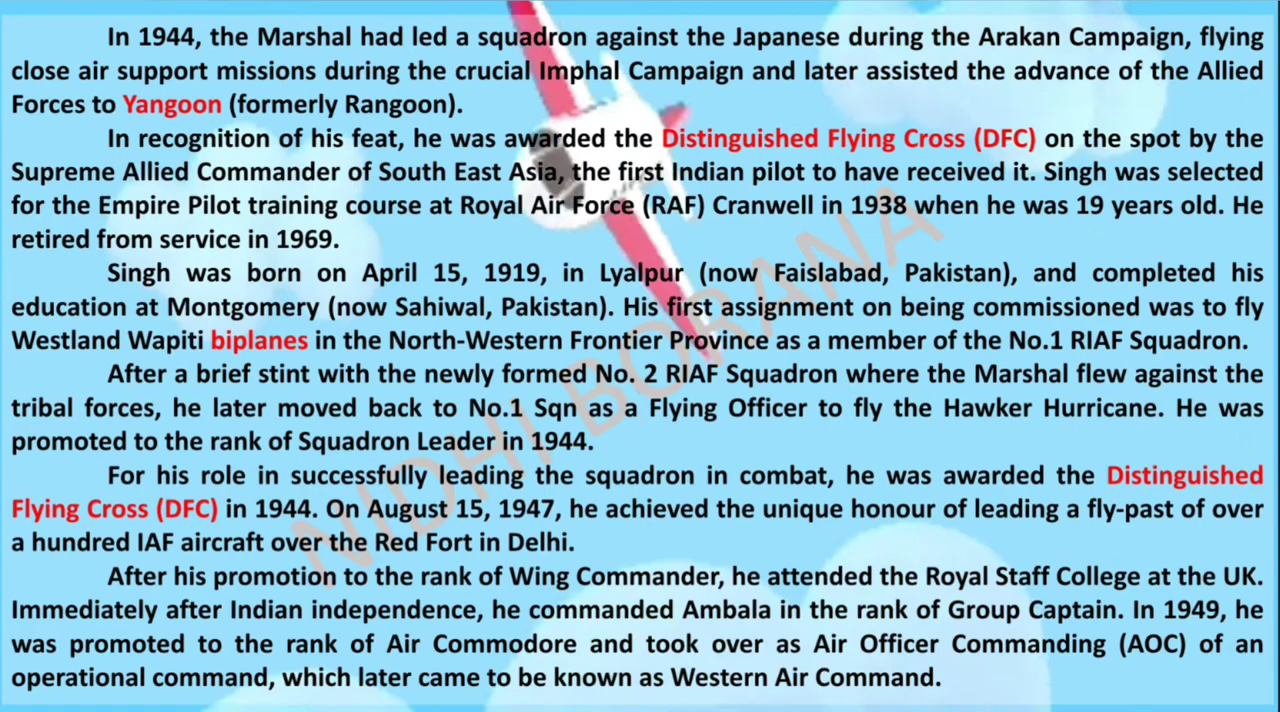 In 1944, the Marshal had led a squadron against the Japanese during the Arakan Campaign, flying
close air support missions during the crucial Imphal Campaign and later assisted the advance of the Allied
Forces to Yangoon (formerly Rangoon).
In recognition of his feat, he was awarded the Distinguished Flying Cross (DFC) on the spot by the
Supreme Allied Commander of South East Asia, the first Indian pilot to have received it. Singh was selected
for the Empire Pilot training course at Royal Air Force (RAF) Cranwell in 1938 when he was 19 years old. He
retired from service in 1969.
Singh was born on April 15, 1919, in Lyalpur (now Faislabad, Pakistan), and completed his
education at Montgomery (now Sahiwal, Pakistan). His first assignment on being commissioned was to fly
Westland Wapiti biplanes in the North-Western Frontier Province as a member of the No.1 RIAF Squadron.
After a brief stint with the newly formed No. 2 RIAF Squadron where the Marshal flew against the
tribal forces, he later moved back to No.1 Sqn as a Flying Officer to fly the Hawker Hurricane. He was
promoted to the rank of Squadron Leader in 1944.
For his role in successfully leading the squadron in combat, he was awarded the Distinguished
Flying Cross (DFC) in 1944. On August 15, 1947, he achieved the unique honour of leading a fly-past of over
a hundred IAF aircraft over the Red Fort in Delhi.
After his promotion to the rank of Wing Commander, he attended the Royal Staff College at the UK.
Immediately after Indian independence, he commanded Ambala in the rank of Group Captain. In 1949, he
was promoted to the rank of Air Commodore and took over as Air Officer Commanding (AOC) of an
operational command, which later came to be known as Western Air Command.
NIDHI BORANA